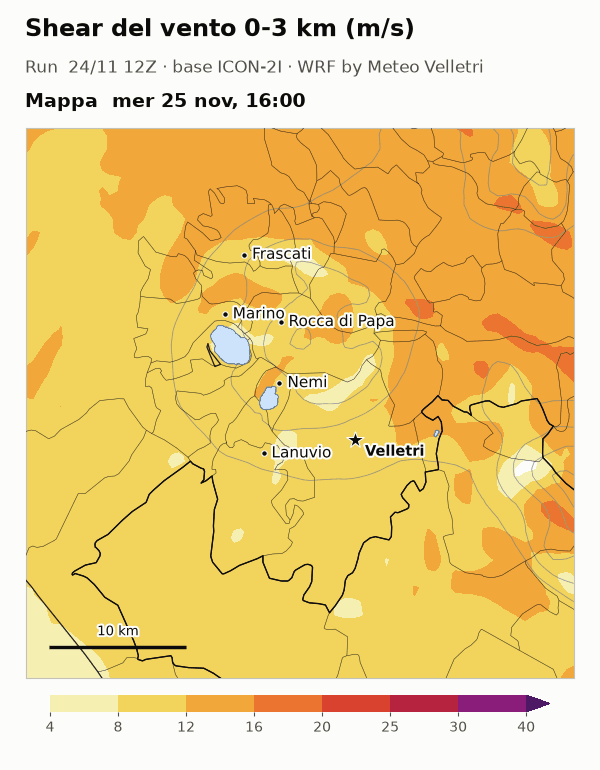 Shear del vento 0-3 km (m/s)
Run  24/11 12Z · base ICON-2I · WRF by Meteo Velletri
Mappa  mer 25 nov, 16:00
Frascati
Marino
Rocca di Papa
Nemi
Velletri
Lanuvio
10 km
4 8 12 16 20 25 30 40